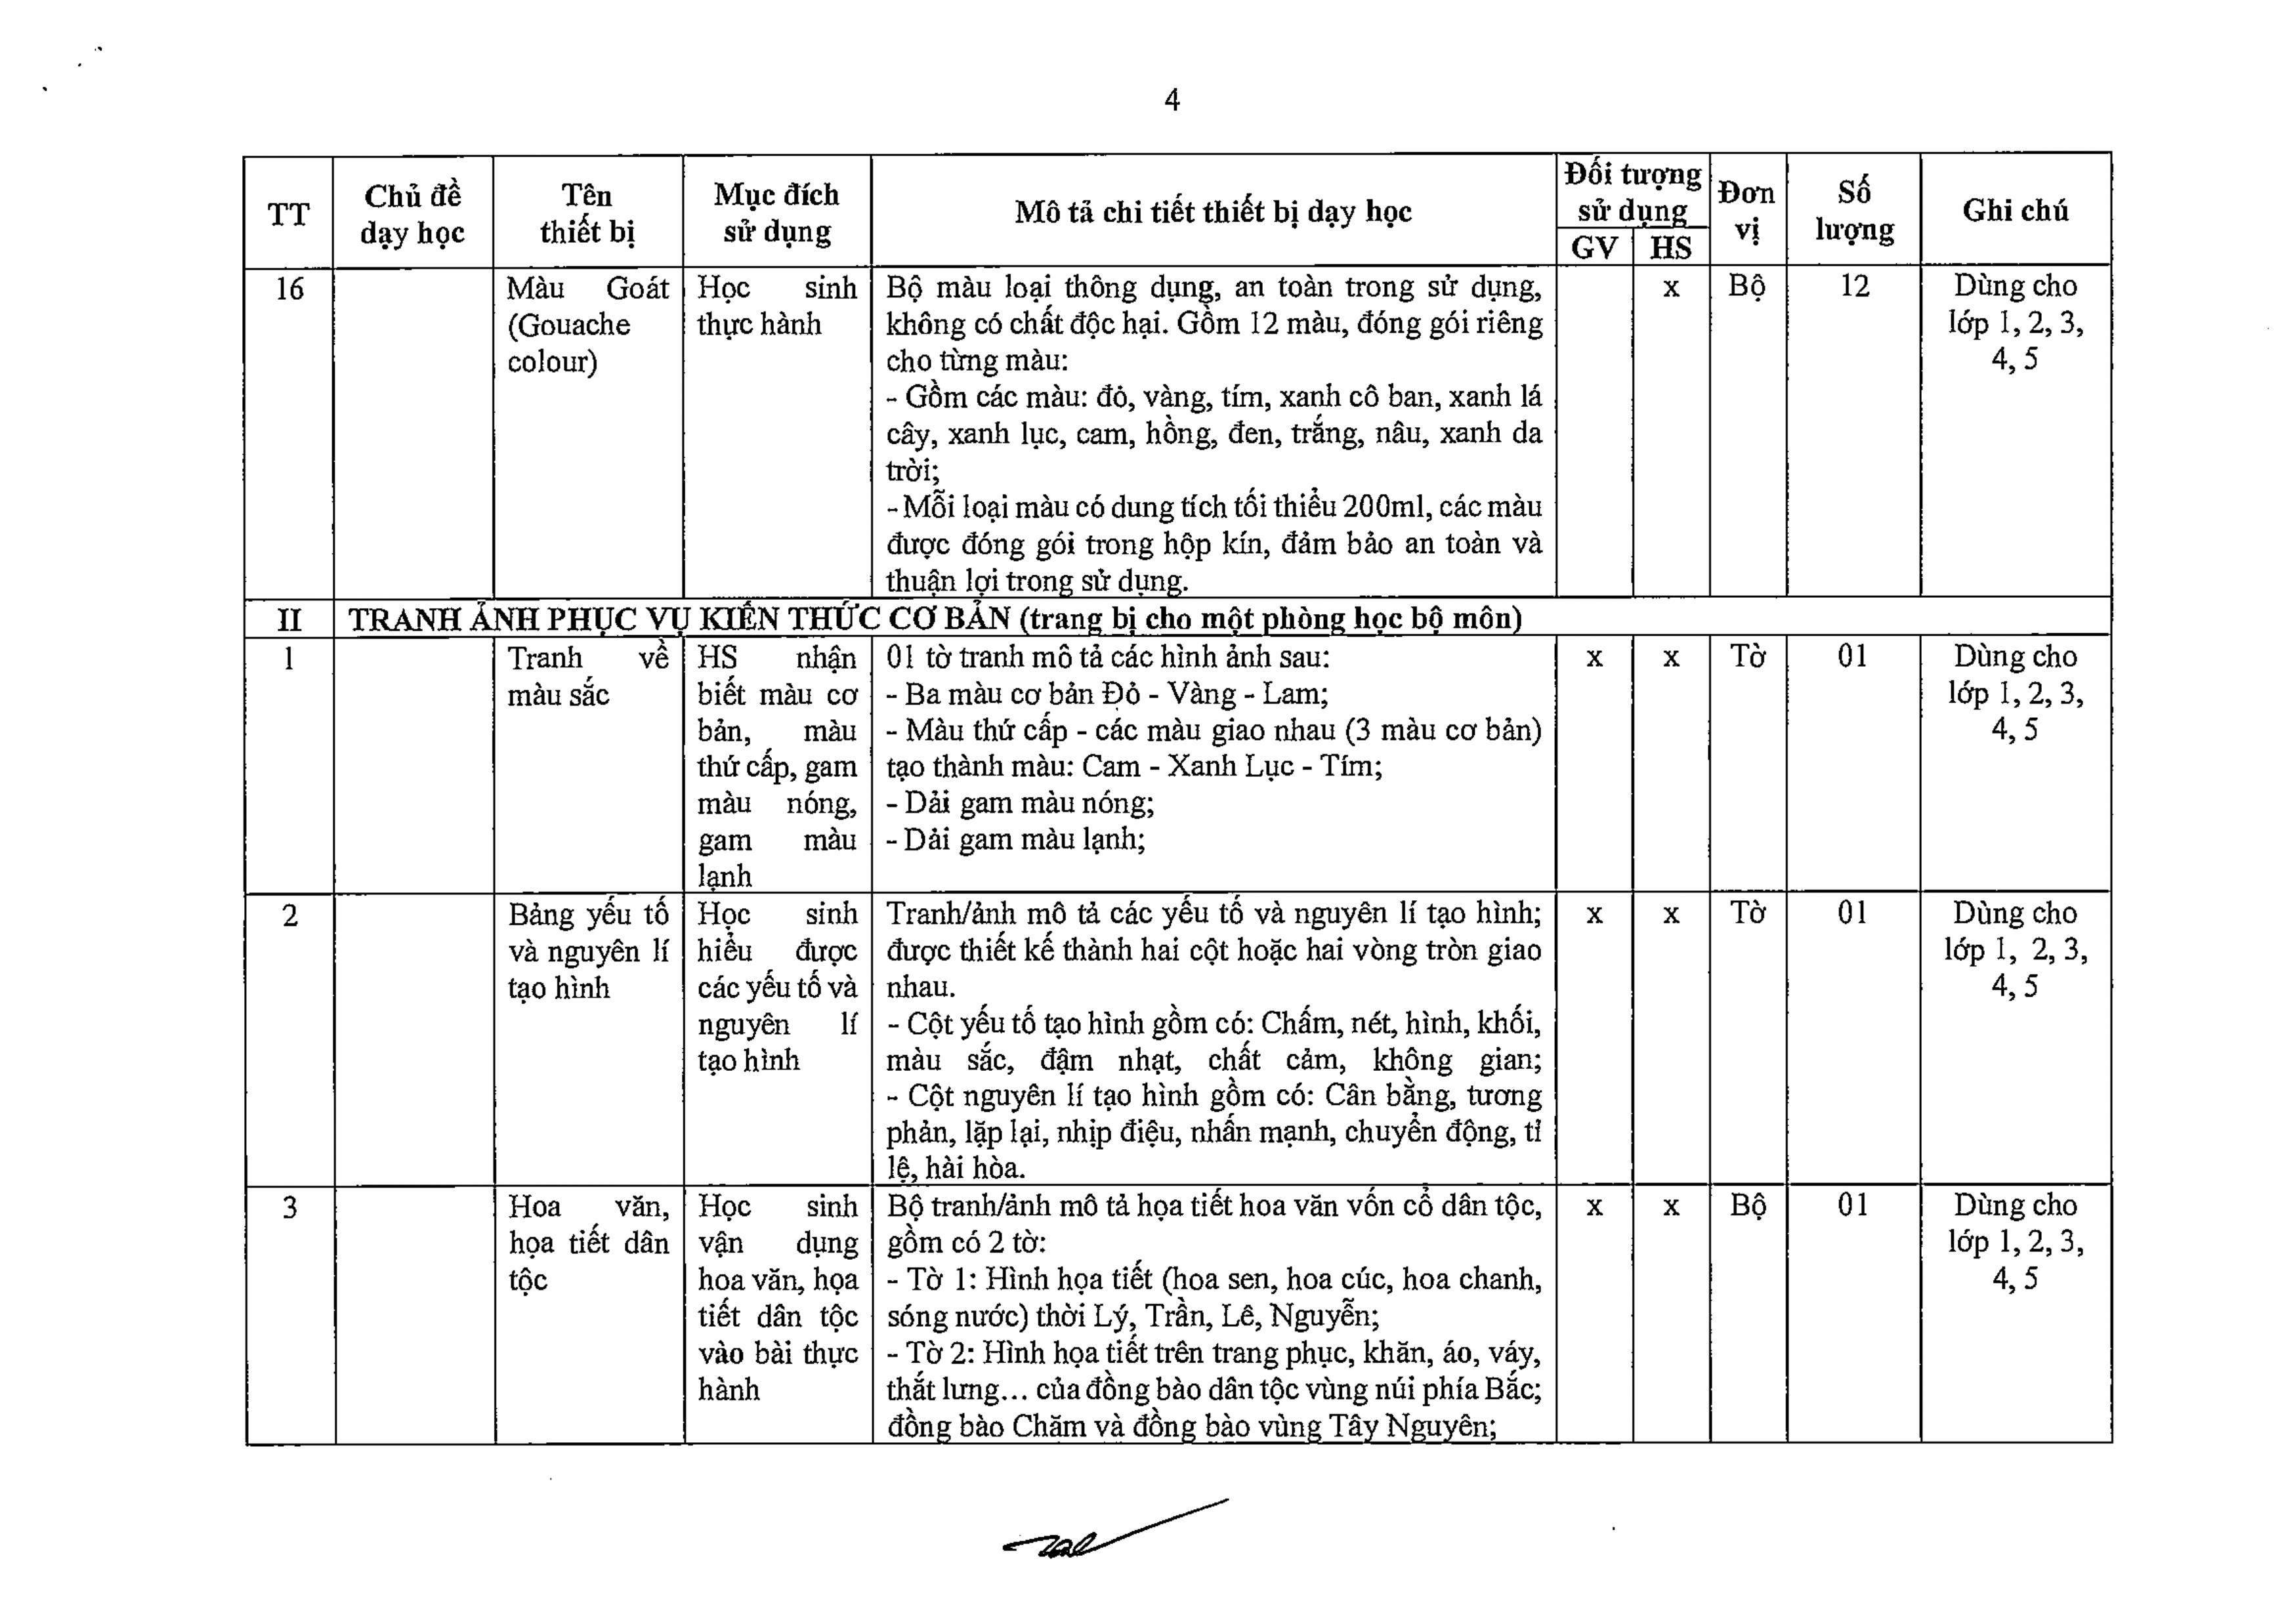 4
TT
Chủ đề
dạy học
Tên
thiết bị
Mục đích
sử dụng
Mô tả chi tiết thiết bị dạy học
Đối tượng
sử dụng
GV
HS
Đơn
vị
Số
lượng
Ghi chú
16
Màu Goát
(Gouache
colour)
Học sinh
thực hành
Bộ màu loại thông dụng, an toàn trong sử dụng,
không có chất độc hại. Gồm 12 màu, đóng gói riêng
cho từng màu:
- Gồm các màu: đỏ, vàng, tím, xanh cô ban, xanh lá
cây, xanh lục, cam, hồng, đen, trắng, nâu, xanh da
trời;
- Mỗi loại màu có dung tích tối thiểu 200ml, các màu
được đóng gói trong hộp kín, đảm bảo an toàn và
thuận lợi trong sử dụng.
x
Bộ
12
Dùng cho
lớp 1, 2, 3,
4, 5
II
TRANH ẢNH PHỤC VỤ KIẾN THỨC CƠ BẢN (trang bị cho một phòng học bộ môn)
1
Tranh về
màu sắc
HS nhận
biết màu cơ
bản, màu
thứ cấp, gam
màu nóng,
gam màu
lạnh
01 tờ tranh mô tả các hình ảnh sau:
- Ba màu cơ bản Đỏ - Vàng - Lam;
- Màu thứ cấp - các màu giao nhau (3 màu cơ bản)
tạo thành màu: Cam - Xanh Lục - Tím;
- Dải gam màu nóng;
- Dải gam màu lạnh;
x
x
Tờ
01
Dùng cho
lớp 1, 2, 3,
4, 5
2
Bảng yếu tố
và nguyên lí
tạo hình
Học sinh
hiểu được
các yếu tố và
nguyên lí
tạo hình
Tranh/ảnh mô tả các yếu tố và nguyên lí tạo hình;
được thiết kế thành hai cột hoặc hai vòng tròn giao
nhau.
- Cột yếu tố tạo hình gồm có: Chấm, nét, hình, khối,
màu sắc, đậm nhạt, chất cảm, không gian;
- Cột nguyên lí tạo hình gồm có: Cân bằng, tương
phản, lặp lại, nhịp điệu, nhấn mạnh, chuyển động, tỉ
lệ, hài hòa.
x
x
Tờ
01
Dùng cho
lớp 1, 2, 3,
4, 5
3
Hoa văn,
họa tiết dân
tộc
Học sinh
vận dụng
hoa văn, họa
tiết dân tộc
vào bài thực
hành
Bộ tranh/ảnh mô tả họa tiết hoa văn vốn cổ dân tộc,
gồm có 2 tờ:
- Tờ 1: Hình họa tiết (hoa sen, hoa cúc, hoa chanh,
sóng nước) thời Lý, Trần, Lê, Nguyễn;
- Tờ 2: Hình họa tiết trên trang phục, khăn, áo, váy,
thắt lưng... của đồng bào dân tộc vùng núi phía Bắc;
đồng bào Chăm và đồng bào vùng Tây Nguyên;
x
x
Bộ
01
Dùng cho
lớp 1, 2, 3,
4, 5